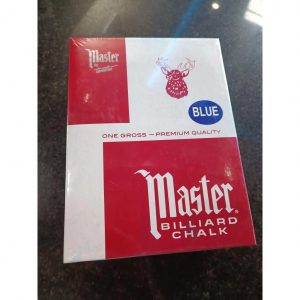 Master
BLUE
ONE GROSS — PREMIUM QUALITY
Master®
BILLIARD
CHALK